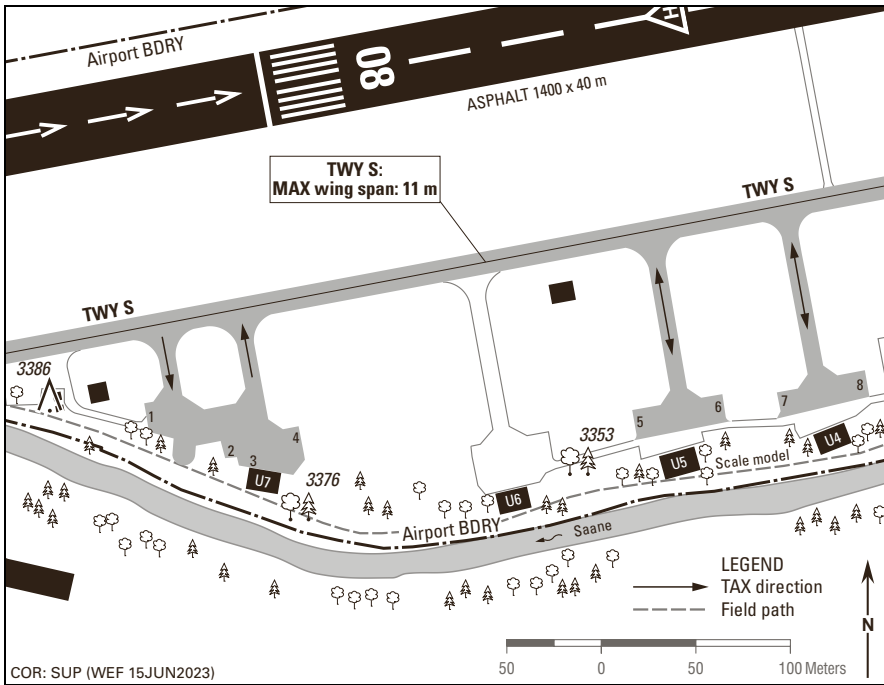 Airport BDRY
08
H
ASPHALT 1400 x 40 m
TWY S:
MAX wing span: 11 m
TWY S
TWY S
3386
1
2
3
4
U7
3376
5
6
7
8
3353
U6
U5
U4
Scale model
Airport BDRY
Saane
LEGEND
TAX direction
Field path
N
50 0 50 100 Meters
COR: SUP (WEF 15JUN2023)